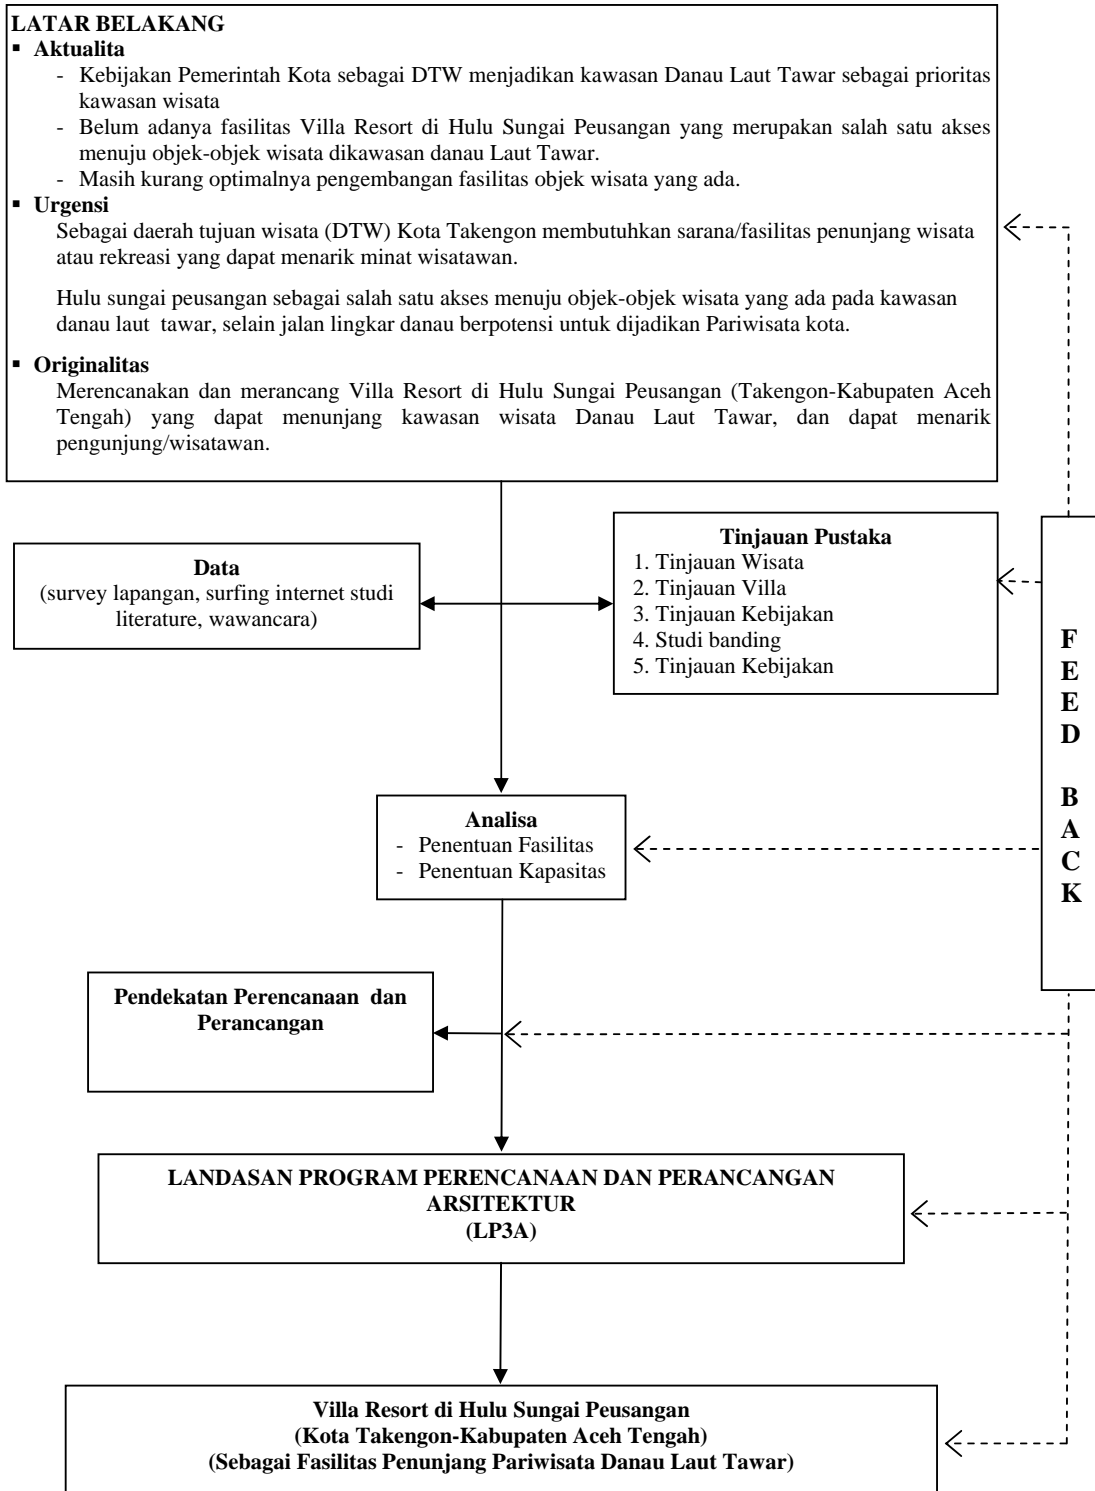 LATAR BELAKANG
▪ Aktualita
- Kebijakan Pemerintah Kota sebagai DTW menjadikan kawasan Danau Laut Tawar sebagai prioritas
kawasan wisata
- Belum adanya fasilitas Villa Resort di Hulu Sungai Peusangan yang merupakan salah satu akses
menuju objek-objek wisata dikawasan danau Laut Tawar.
- Masih kurang optimalnya pengembangan fasilitas objek wisata yang ada.
▪ Urgensi
Sebagai daerah tujuan wisata (DTW) Kota Takengon membutuhkan sarana/fasilitas penunjang wisata
atau rekreasi yang dapat menarik minat wisatawan.
Hulu sungai peusangan sebagai salah satu akses menuju objek-objek wisata yang ada pada kawasan
danau laut tawar, selain jalan lingkar danau berpotensi untuk dijadikan Pariwisata kota.
▪ Originalitas
Merencanakan dan merancang Villa Resort di Hulu Sungai Peusangan (Takengon-Kabupaten Aceh
Tengah) yang dapat menunjang kawasan wisata Danau Laut Tawar, dan dapat menarik
pengunjung/wisatawan.
Data
(survey lapangan, surfing internet studi
literature, wawancara)
Tinjauan Pustaka
1. Tinjauan Wisata
2. Tinjauan Villa
3. Tinjauan Kebijakan
4. Studi banding
5. Tinjauan Kebijakan
F
E
E
D
B
A
C
K
Analisa
- Penentuan Fasilitas
- Penentuan Kapasitas
Pendekatan Perencanaan dan
Perancangan
LANDASAN PROGRAM PERENCANAAN DAN PERANCANGAN
ARSITEKTUR
(LP3A)
Villa Resort di Hulu Sungai Peusangan
(Kota Takengon-Kabupaten Aceh Tengah)
(Sebagai Fasilitas Penunjang Pariwisata Danau Laut Tawar)